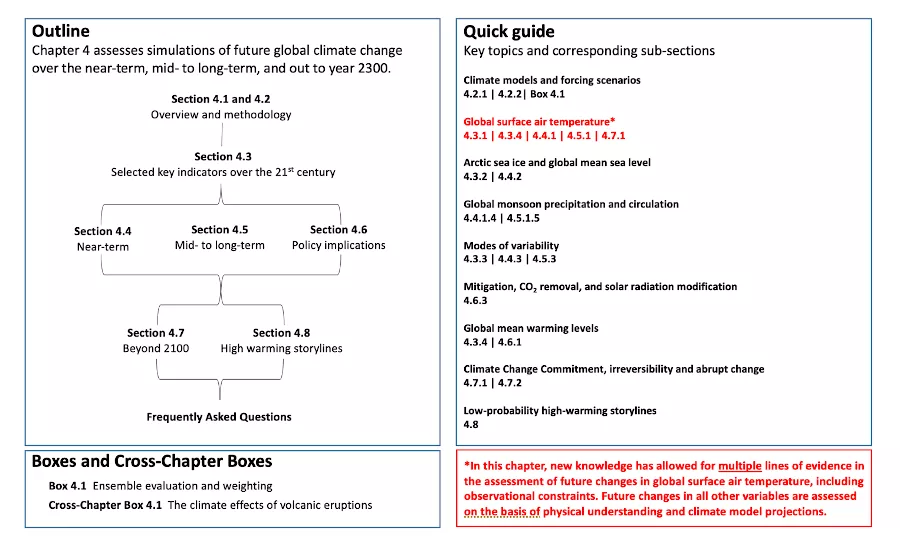 Outline
Chapter 4 assesses simulations of future global climate change
over the near-term, mid- to long-term, and out to year 2300.
Section 4.1 and 4.2
Overview and methodology
Section 4.3
Selected key indicators over the 21st century
Section 4.4
Near-term
Section 4.5
Mid- to long-term
Section 4.6
Policy implications
Section 4.7
Beyond 2100
Section 4.8
High warming storylines
Frequently Asked Questions
Boxes and Cross-Chapter Boxes
Box 4.1 Ensemble evaluation and weighting
Cross-Chapter Box 4.1 The climate effects of volcanic eruptions
Quick guide
Key topics and corresponding sub-sections
Climate models and forcing scenarios
4.2.1 | 4.2.2| Box 4.1
Global surface air temperature*
4.3.1 | 4.3.4 | 4.4.1 | 4.5.1 | 4.7.1
Arctic sea ice and global mean sea level
4.3.2 | 4.4.2
Global monsoon precipitation and circulation
4.4.1.4 | 4.5.1.5
Modes of variability
4.3.3 | 4.4.3 | 4.5.3
Mitigation, CO2 removal, and solar radiation modification
4.6.3
Global mean warming levels
4.3.4 | 4.6.1
Climate Change Commitment, irreversibility and abrupt change
4.7.1 | 4.7.2
Low-probability high-warming storylines
4.8
*In this chapter, new knowledge has allowed for multiple lines of evidence in
the assessment of future changes in global surface air temperature, including
observational constraints. Future changes in all other variables are assessed
on the basis of physical understanding and climate model projections.